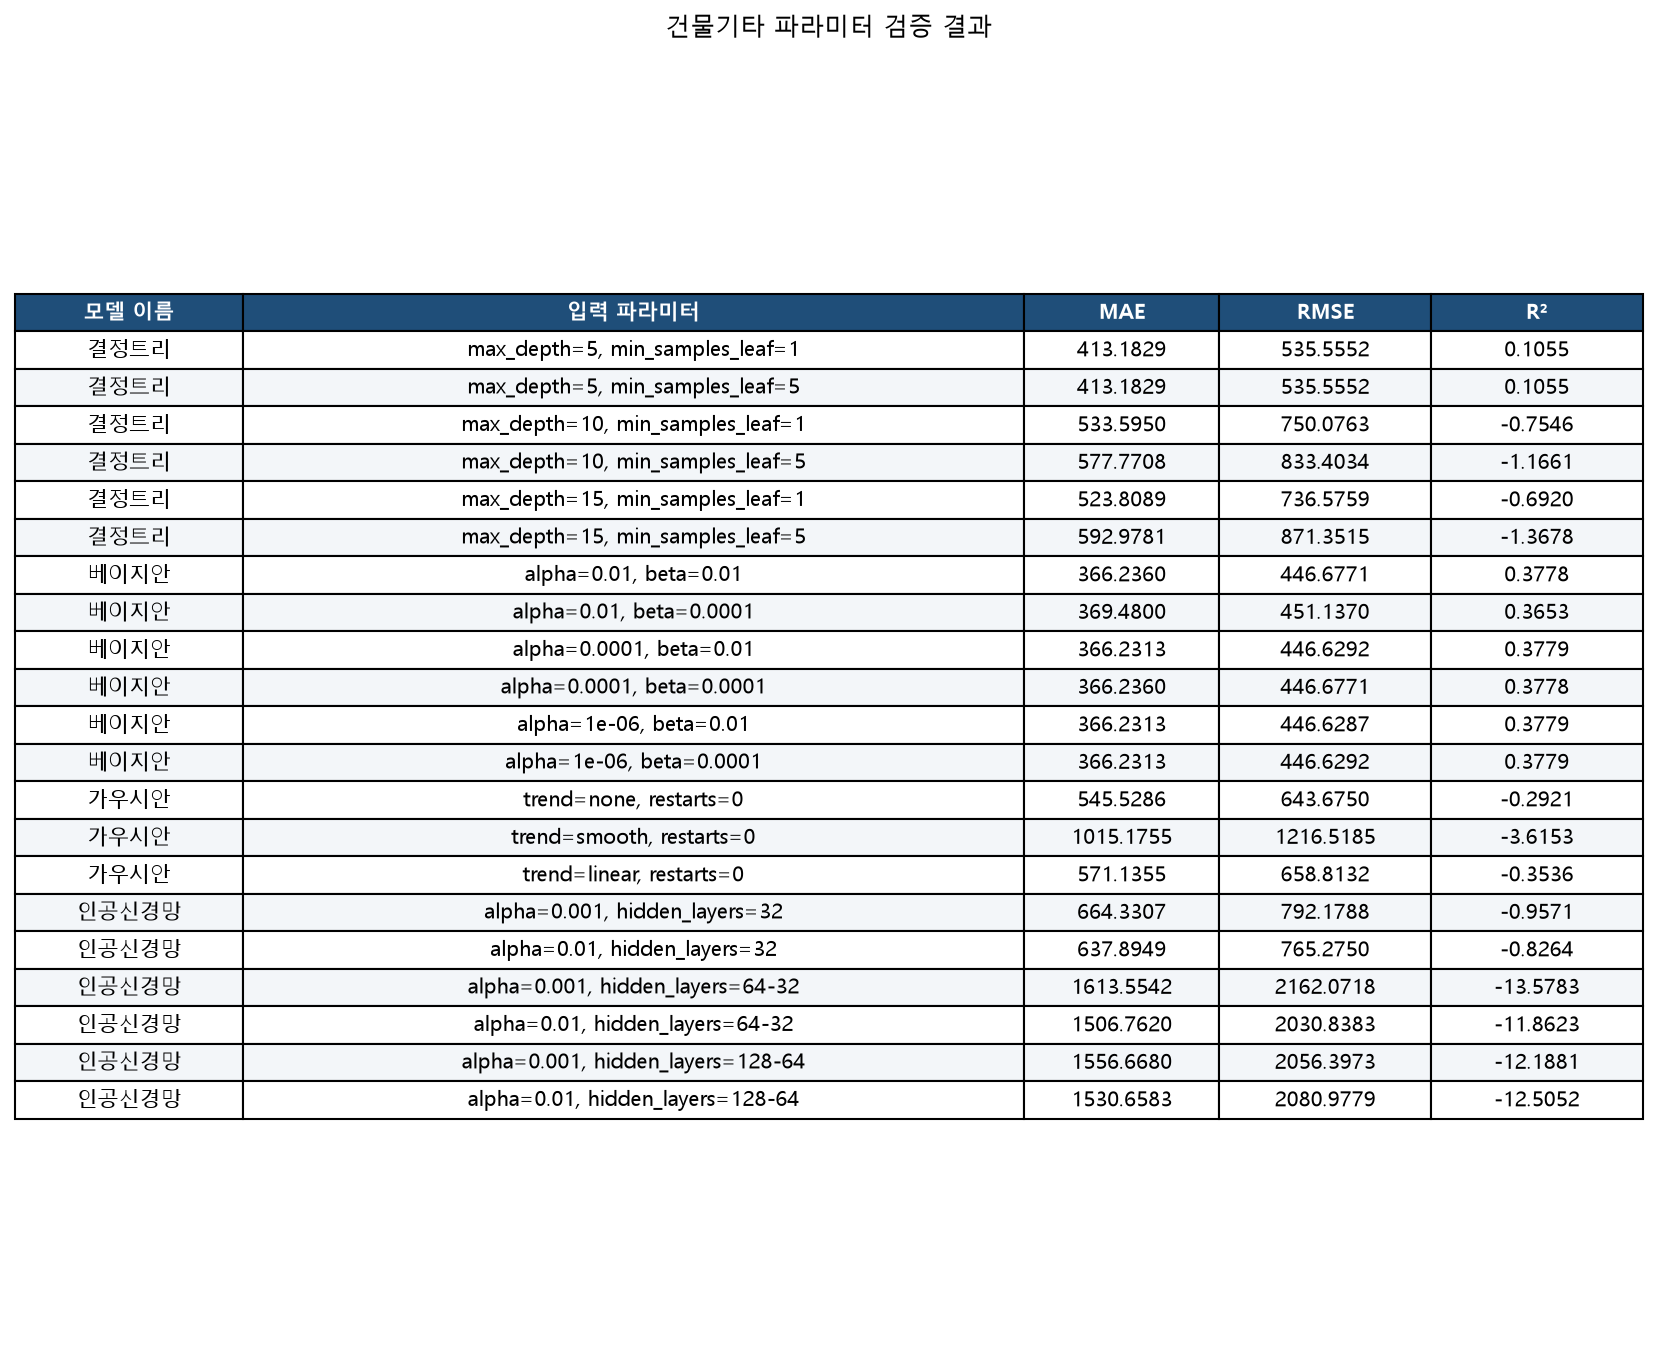 건물기타 파라미터 검증 결과
모델 이름 입력 파라미터 MAE RMSE R²
결정트리 max_depth=5, min_samples_leaf=1 413.1829 535.5552 0.1055
결정트리 max_depth=5, min_samples_leaf=5 413.1829 535.5552 0.1055
결정트리 max_depth=10, min_samples_leaf=1 533.5950 750.0763 -0.7546
결정트리 max_depth=10, min_samples_leaf=5 577.7708 833.4034 -1.1661
결정트리 max_depth=15, min_samples_leaf=1 523.8089 736.5759 -0.6920
결정트리 max_depth=15, min_samples_leaf=5 592.9781 871.3515 -1.3678
베이지안 alpha=0.01, beta=0.01 366.2360 446.6771 0.3778
베이지안 alpha=0.01, beta=0.0001 369.4800 451.1370 0.3653
베이지안 alpha=0.0001, beta=0.01 366.2313 446.6292 0.3779
베이지안 alpha=0.0001, beta=0.0001 366.2360 446.6771 0.3778
베이지안 alpha=1e-06, beta=0.01 366.2313 446.6287 0.3779
베이지안 alpha=1e-06, beta=0.0001 366.2313 446.6292 0.3779
가우시안 trend=none, restarts=0 545.5286 643.6750 -0.2921
가우시안 trend=smooth, restarts=0 1015.1755 1216.5185 -3.6153
가우시안 trend=linear, restarts=0 571.1355 658.8132 -0.3536
인공신경망 alpha=0.001, hidden_layers=32 664.3307 792.1788 -0.9571
인공신경망 alpha=0.01, hidden_layers=32 637.8949 765.2750 -0.8264
인공신경망 alpha=0.001, hidden_layers=64-32 1613.5542 2162.0718 -13.5783
인공신경망 alpha=0.01, hidden_layers=64-32 1506.7620 2030.8383 -11.8623
인공신경망 alpha=0.001, hidden_layers=128-64 1556.6680 2056.3973 -12.1881
인공신경망 alpha=0.01, hidden_layers=128-64 1530.6583 2080.9779 -12.5052